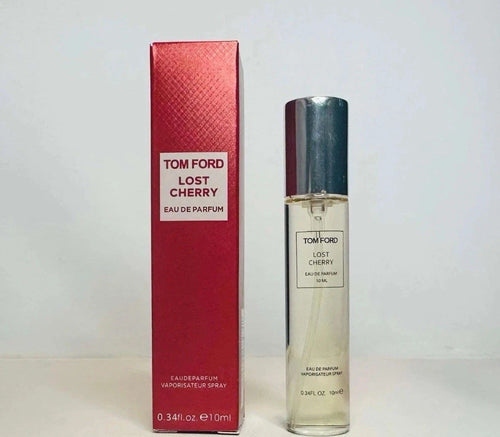 TOM FORD
LOST
CHERRY
EAU DE PARFUM
EAUDEPARFUM
VAPORISATEUR SPRAY
0.34fl.oz. ℮10ml
TOM FORD
LOST
CHERRY
EAU DE PARFUM
10 ML
EAU DE PARFUM
VAPORISATEUR SPRAY
0.34FL.OZ. 10ml℮